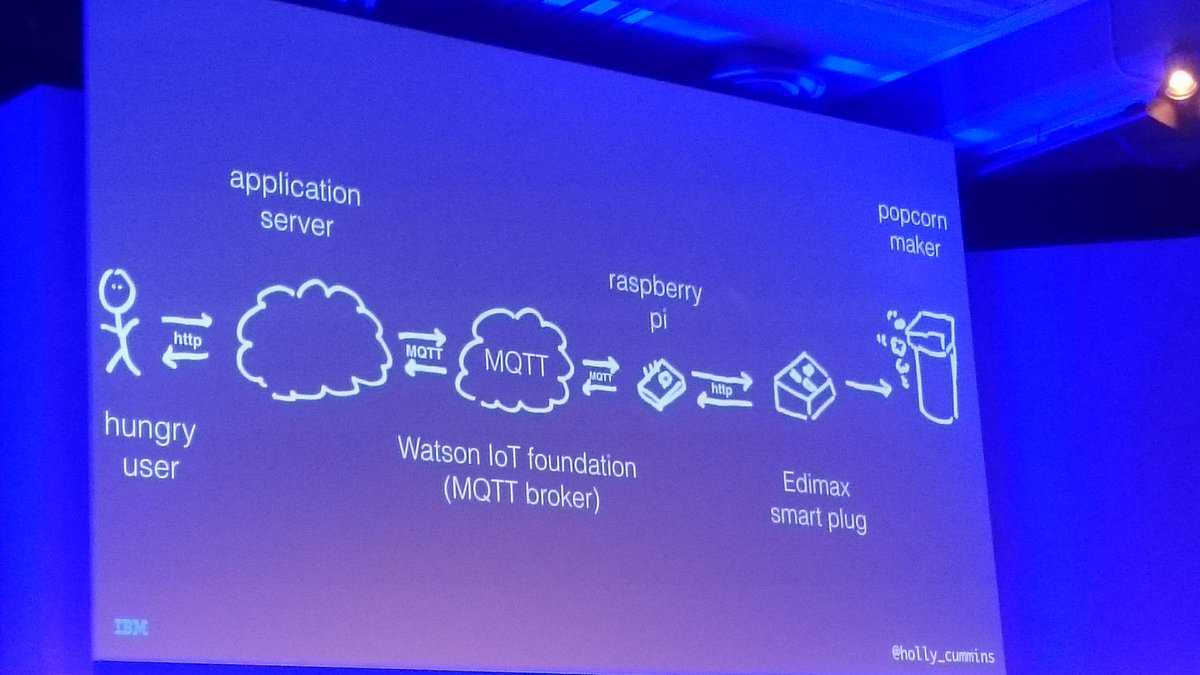 application
server
popcorn
maker
raspberry
pi
http
MQTT
MQTT
MQTT
http
hungry
user
Watson IoT foundation
(MQTT broker)
Edimax
smart plug
IBM
@holly_cummins